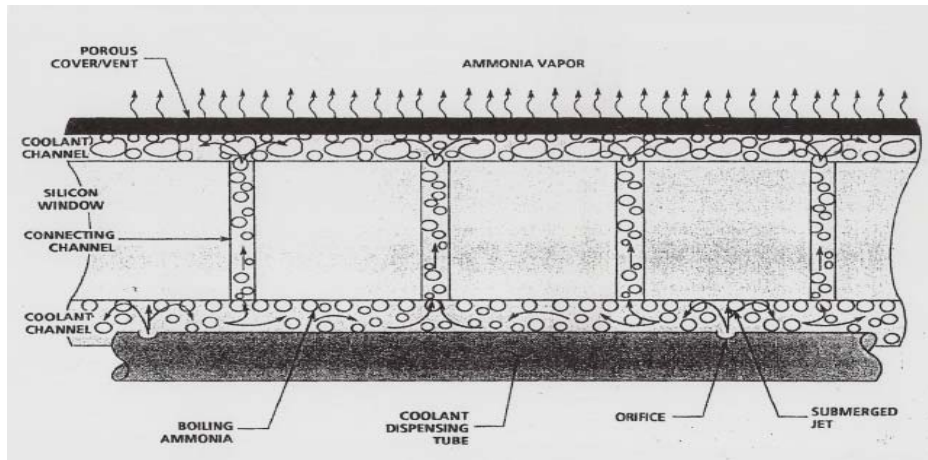 POROUS
COVER/VENT
AMMONIA VAPOR
COOLANT
CHANNEL
SILICON
WINDOW
CONNECTING
CHANNEL
COOLANT
CHANNEL
BOILING
AMMONIA
COOLANT
DISPENSING
TUBE
ORIFICE
SUBMERGED
JET